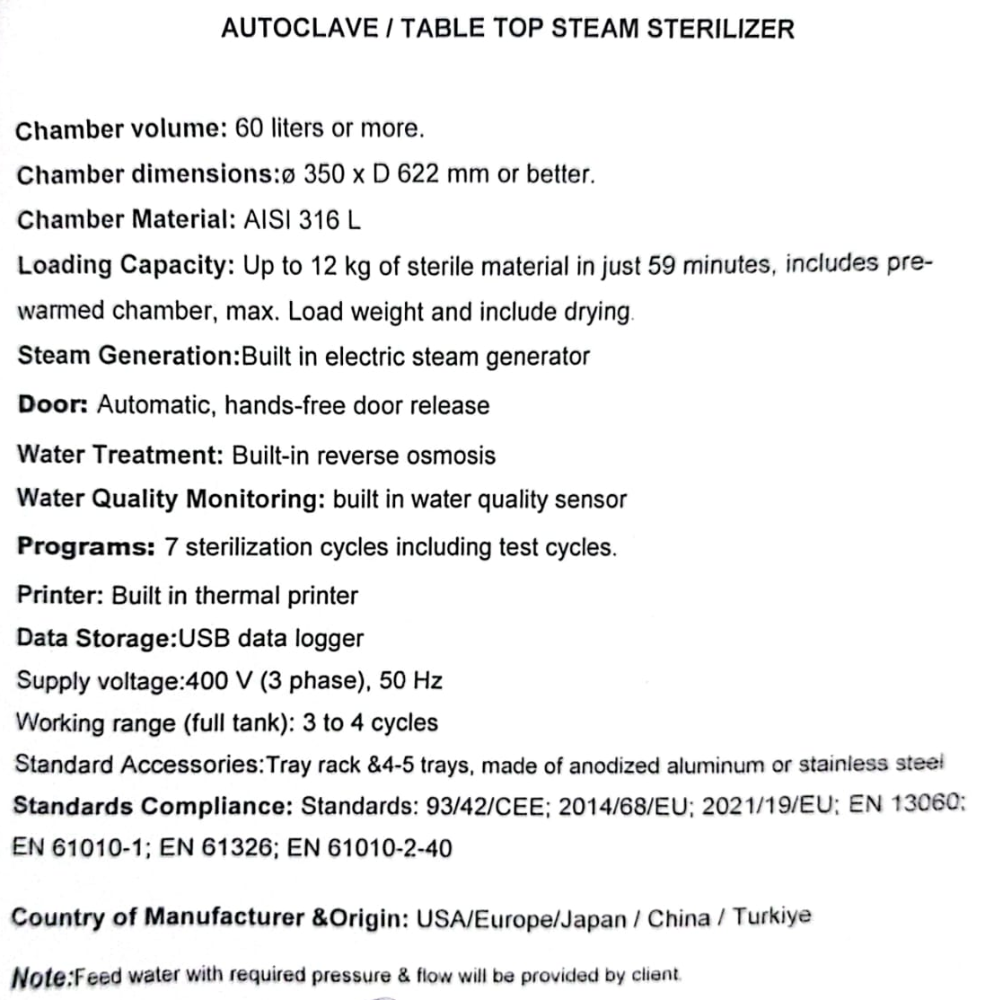 AUTOCLAVE / TABLE TOP STEAM STERILIZER
Chamber volume: 60 liters or more.
Chamber dimensions:ø 350 x D 622 mm or better.
Chamber Material: AISI 316 L
Loading Capacity: Up to 12 kg of sterile material in just 59 minutes, includes pre-
warmed chamber, max. Load weight and include drying.
Steam Generation:Built in electric steam generator
Door: Automatic, hands-free door release
Water Treatment: Built-in reverse osmosis
Water Quality Monitoring: built in water quality sensor
Programs: 7 sterilization cycles including test cycles.
Printer: Built in thermal printer
Data Storage:USB data logger
Supply voltage:400 V (3 phase), 50 Hz
Working range (full tank): 3 to 4 cycles
Standard Accessories:Tray rack &4-5 trays, made of anodized aluminum or stainless steel
Standards Compliance: Standards: 93/42/CEE; 2014/68/EU; 2021/19/EU; EN 13060;
EN 61010-1; EN 61326; EN 61010-2-40
Country of Manufacturer &Origin: USA/Europe/Japan / China / Turkiye
Note:Feed water with required pressure & flow will be provided by client.